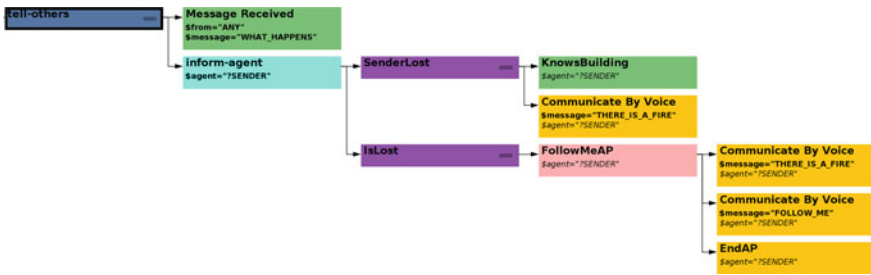 tell-others
Message Received
$from="ANY"
$message="WHAT_HAPPENS"
inform-agent
$agent="?SENDER"
SenderLost
KnowsBuilding
$agent="?SENDER"
Communicate By Voice
$message="THERE_IS_A_FIRE"
$agent="?SENDER"
IsLost
FollowMeAP
$agent="?SENDER"
Communicate By Voice
$message="THERE_IS_A_FIRE"
$agent="?SENDER"
Communicate By Voice
$message="FOLLOW_ME"
$agent="?SENDER"
EndAP
$agent="?SENDER"